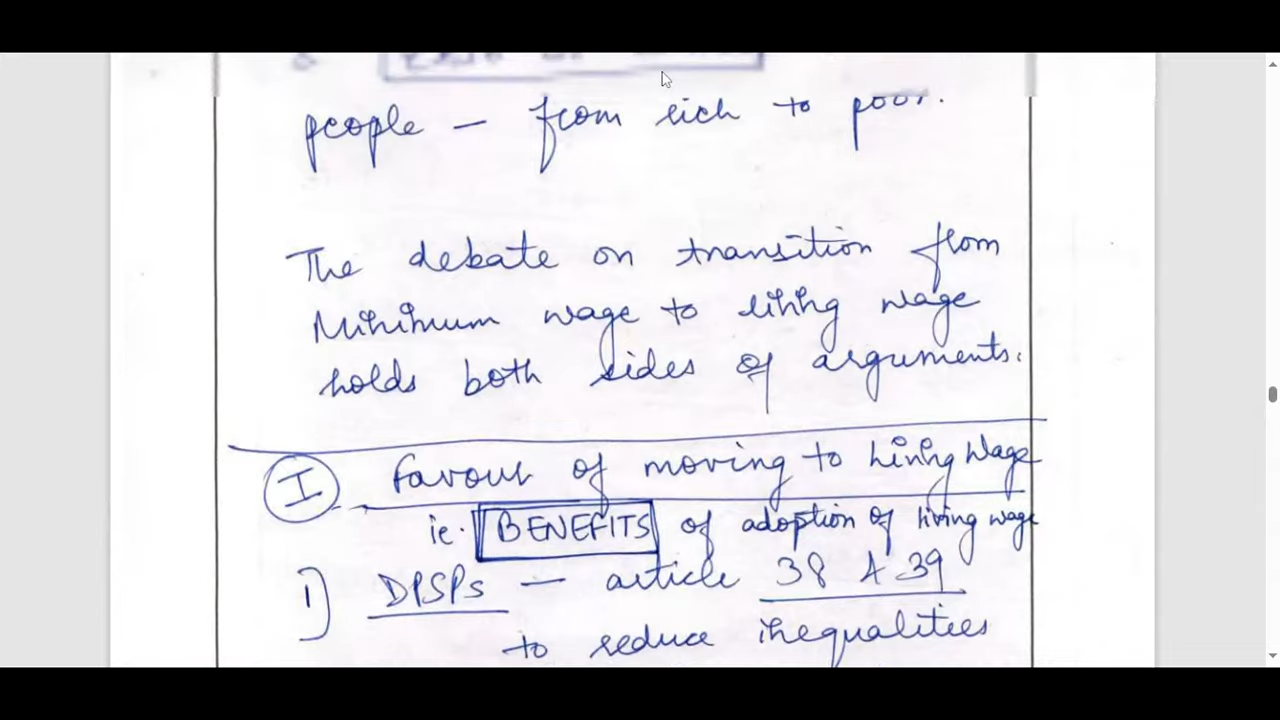 people – from rich to poor.
The debate on transition from
Minimum wage to living wage
holds both sides of arguments.
I favour of moving to Living Wage
ie. BENEFITS of adoption of living wage
1) DPSPs – article 38 & 39
to reduce inequalities